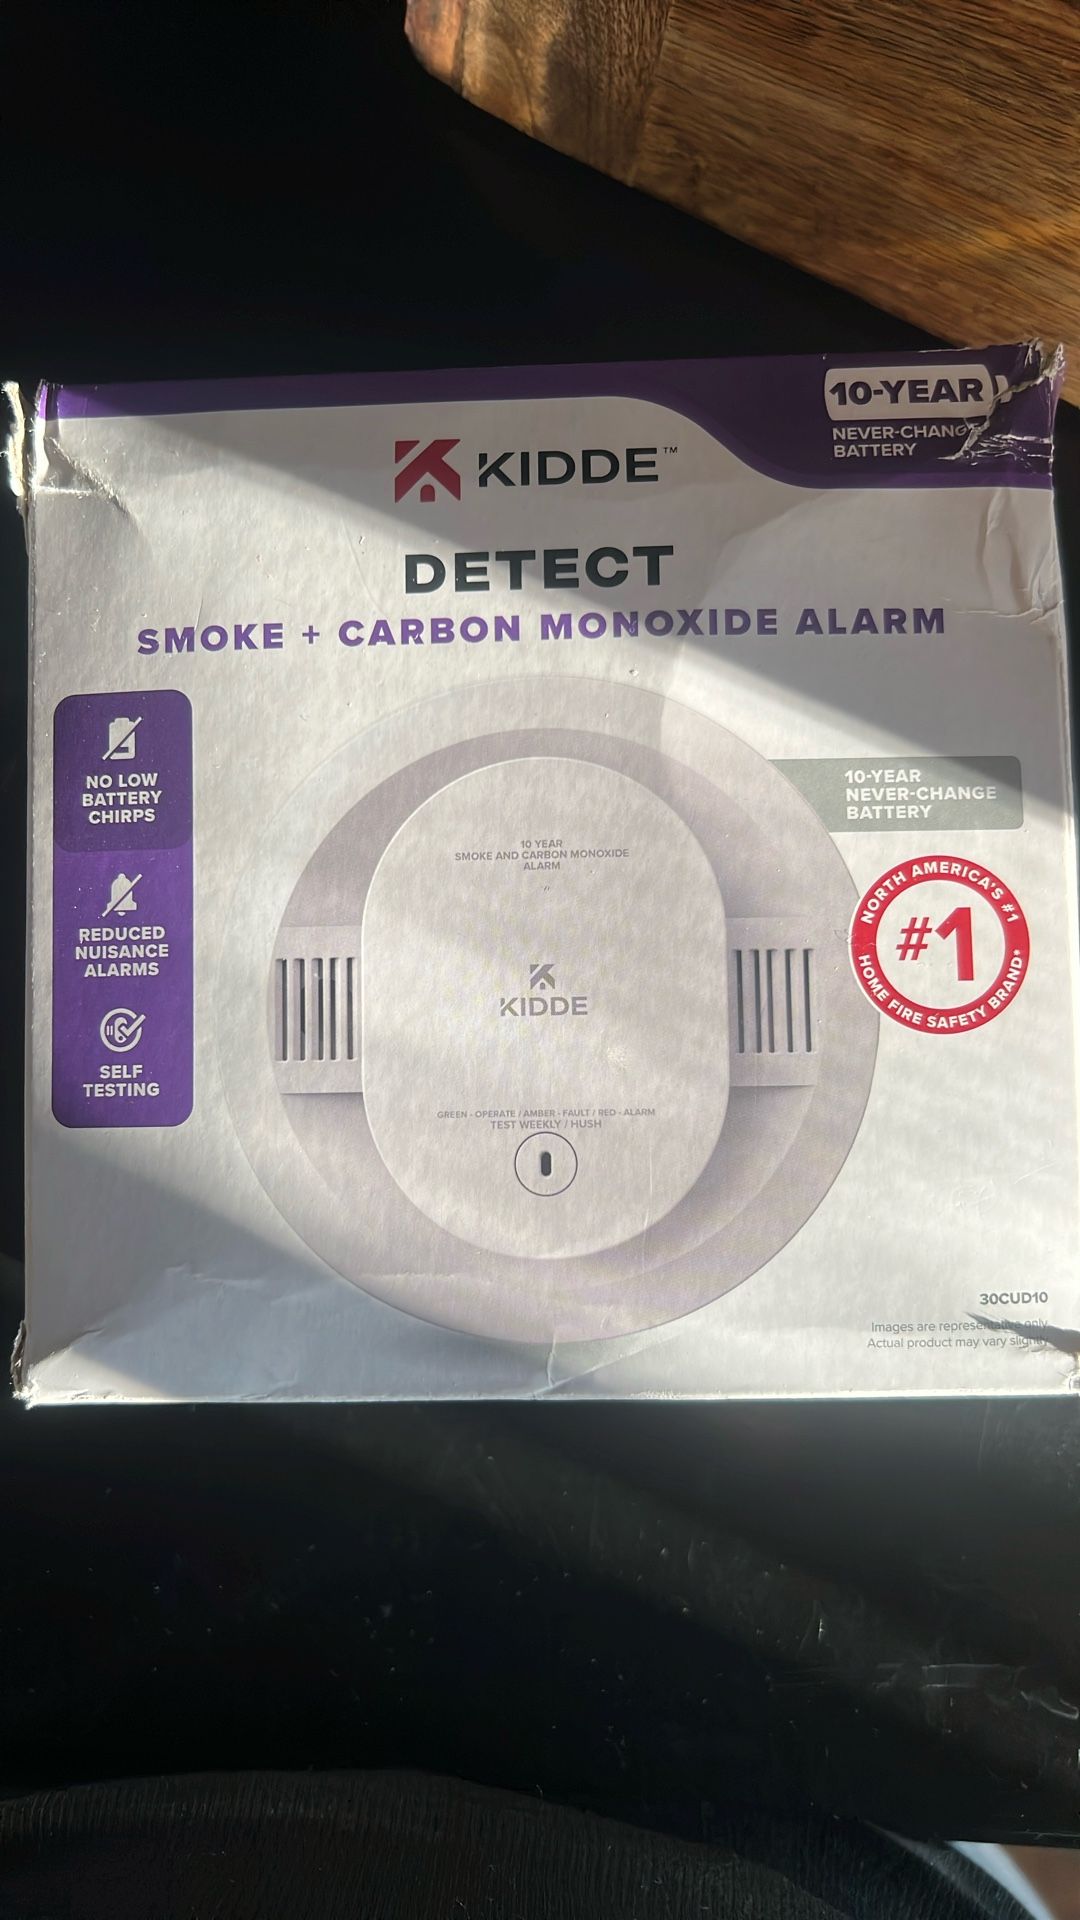 10-YEAR
NEVER-CHANGE
BATTERY
KIDDE™
DETECT
SMOKE + CARBON MONOXIDE ALARM
NO LOW
BATTERY
CHIRPS
REDUCED
NUISANCE
ALARMS
SELF
TESTING
10-YEAR
NEVER-CHANGE
BATTERY
NORTH AMERICA'S #1
#1
HOME FIRE SAFETY BRAND*
10 YEAR
SMOKE AND CARBON MONOXIDE
ALARM
KIDDE
GREEN - OPERATE / AMBER - FAULT / RED - ALARM
TEST WEEKLY / HUSH
30CUD10
Images are representative only
Actual product may vary slightly